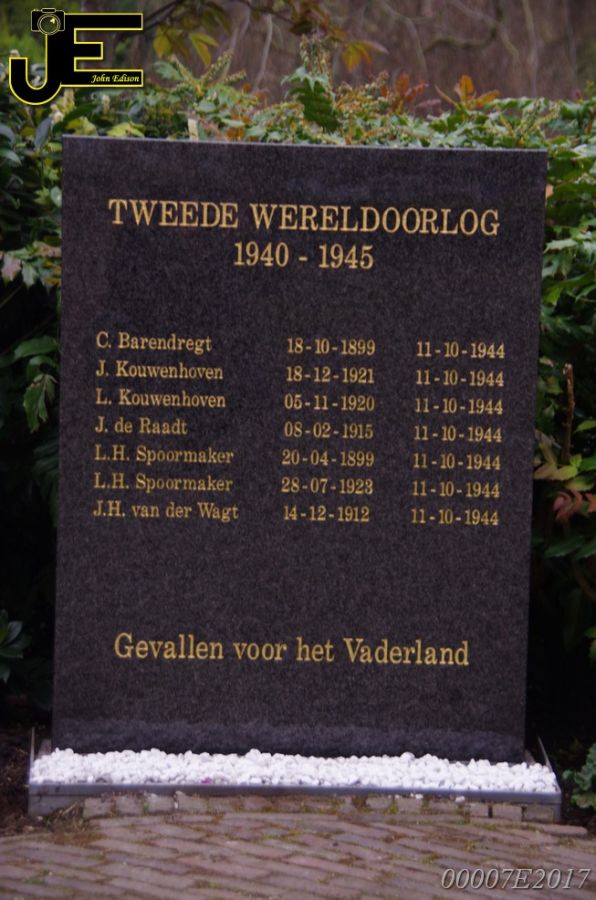 JE
John Edison
TWEEDE WERELDOORLOG
1940 - 1945
C. Barendregt 18-10-1899 11-10-1944
J. Kouwenhoven 18-12-1921 11-10-1944
L. Kouwenhoven 05-11-1920 11-10-1944
J. de Raadt 08-02-1915 11-10-1944
L.H. Spoormaker 20-04-1899 11-10-1944
L.H. Spoormaker 28-07-1923 11-10-1944
J.H. van der Wagt 14-12-1912 11-10-1944
Gevallen voor het Vaderland
00007E2017